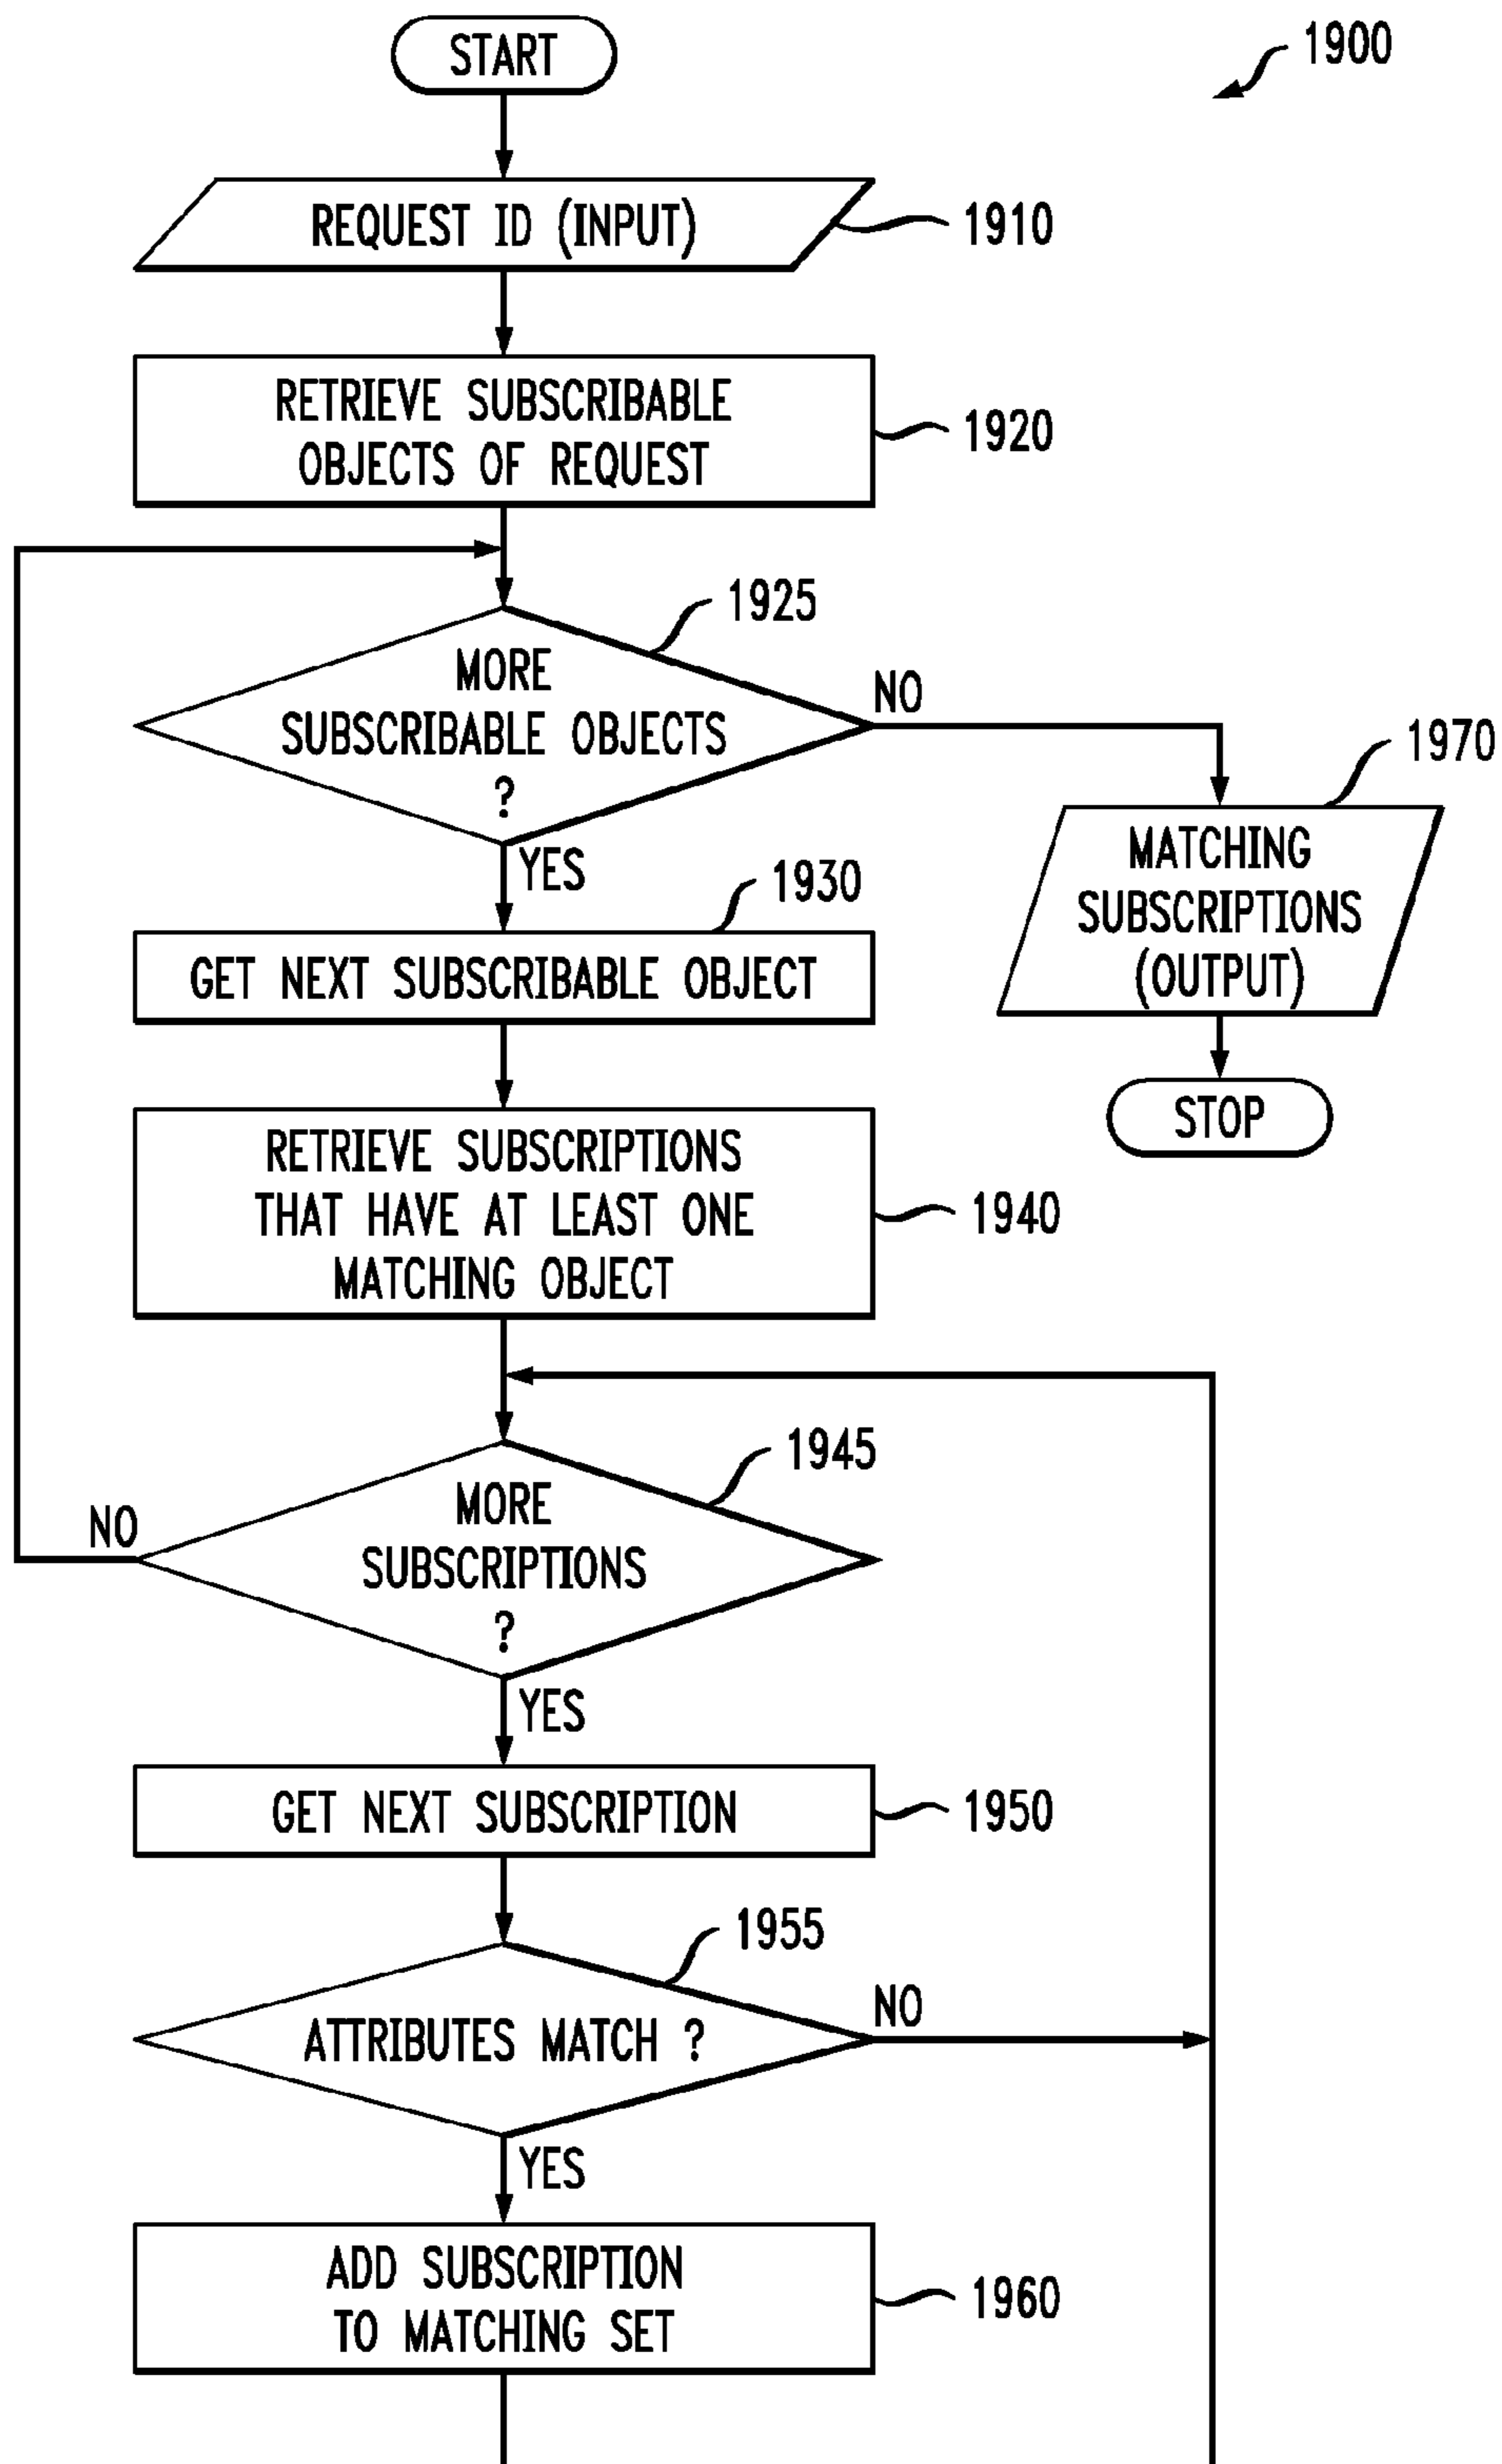 START
1900
REQUEST ID (INPUT)
1910
RETRIEVE SUBSCRIBABLE
OBJECTS OF REQUEST
1920
1925
MORE
SUBSCRIBABLE OBJECTS
?
NO
YES
1970
MATCHING
SUBSCRIPTIONS
(OUTPUT)
STOP
1930
GET NEXT SUBSCRIBABLE OBJECT
RETRIEVE SUBSCRIPTIONS
THAT HAVE AT LEAST ONE
MATCHING OBJECT
1940
1945
MORE
SUBSCRIPTIONS
?
NO
YES
GET NEXT SUBSCRIPTION
1950
1955
ATTRIBUTES MATCH ?
NO
YES
ADD SUBSCRIPTION
TO MATCHING SET
1960